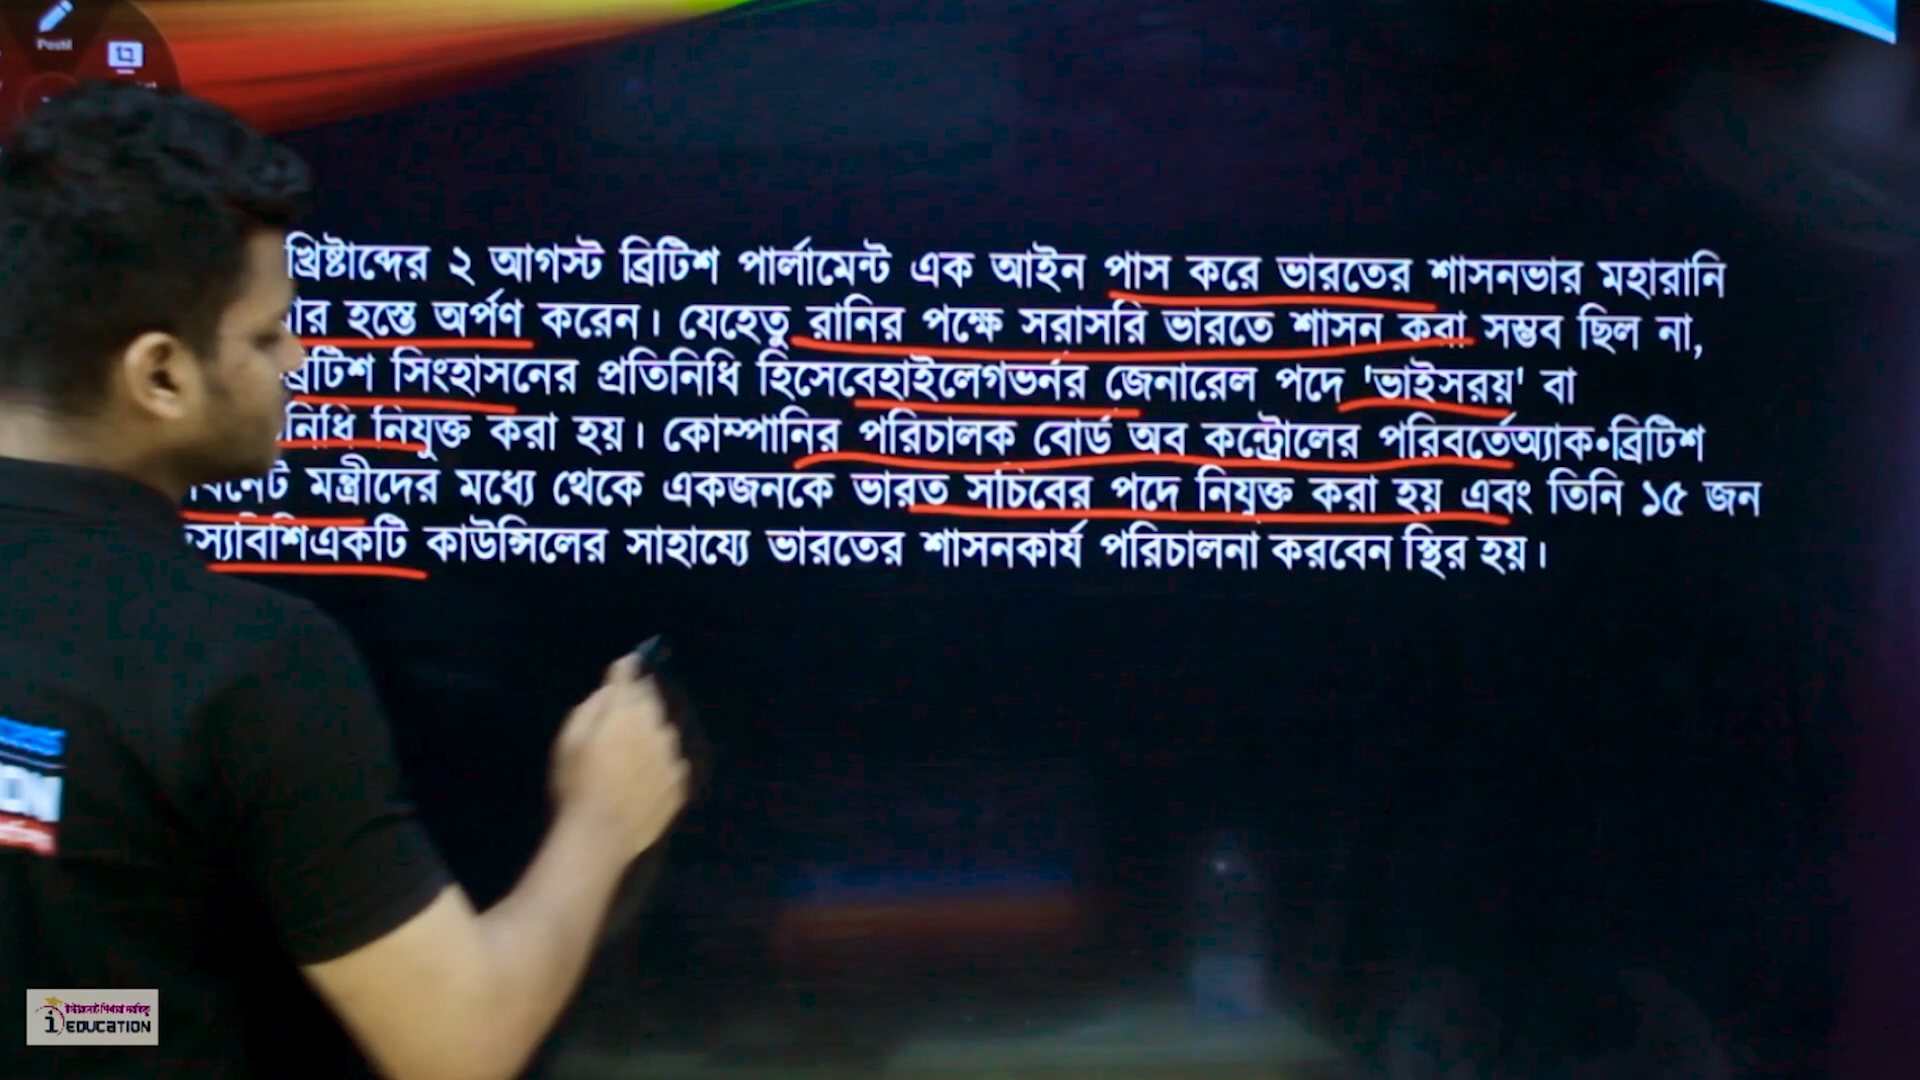 Postil
খ্রিষ্টাব্দের ২ আগস্ট ব্রিটিশ পার্লামেন্ট এক আইন পাস করে ভারতের শাসনভার মহারানি
হস্তে অর্পণ করেন। যেহেতু রানির পক্ষে সরাসরি ভারতে শাসন করা সম্ভব ছিল না,
সিংহাসনের প্রতিনিধি হিসেবেহাইলেগভর্নর জেনারেল পদে 'ভাইসরয়' বা
নিযুক্ত করা হয়। কোম্পানির পরিচালক বোর্ড অব কন্ট্রোলের পরিবর্তেঅ্যাক•ব্রিটিশ
মন্ত্রীদের মধ্যে থেকে একজনকে ভারত সচিবের পদে নিযুক্ত করা হয় এবং তিনি ১৫ জন
কাউন্সিলের সাহায্যে ভারতের শাসনকার্য পরিচালনা করবেন স্থির হয়।
EDUCATION